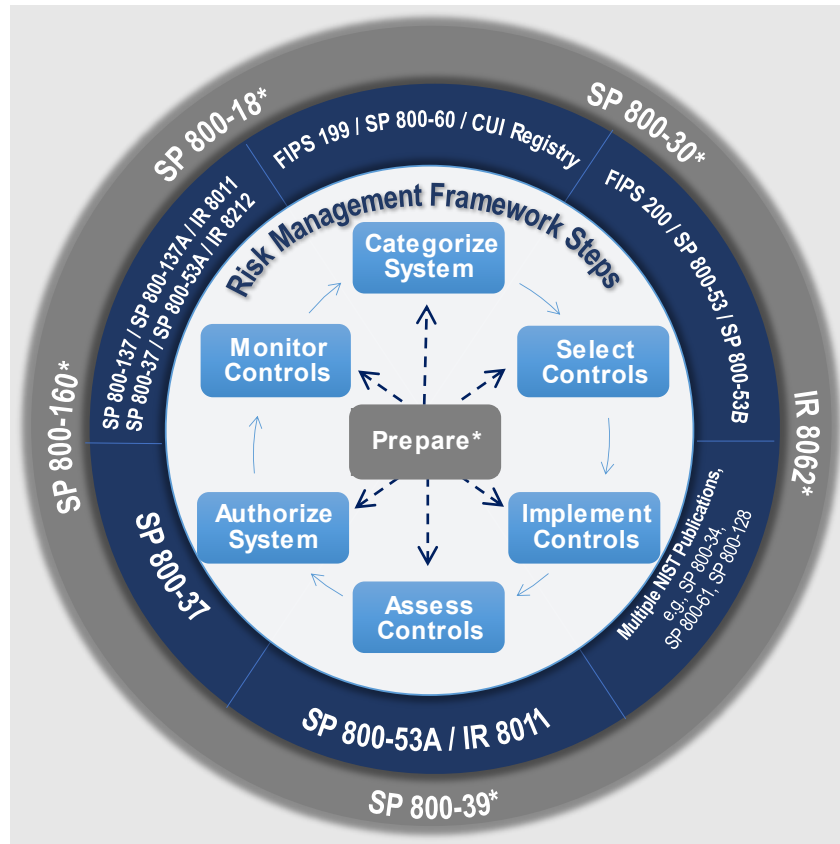 SP 800-18*
SP 800-30*
FIPS 199 / SP 800-60 / CUI Registry
SP 800-137 / SP 800-137A / IR 8011
SP 800-37 / SP 800-53A / IR 8212
FIPS 200 / SP 800-53 / SP 800-53B
Risk Management Framework Steps
Categorize
System
Monitor
Controls
Select
Controls
SP 800-160*
IR 8062*
Prepare*
Authorize
System
Implement
Controls
SP 800-37
Multiple NIST Publications,
e.g., SP 800-34,
SP 800-61, SP 800-128
Assess
Controls
SP 800-53A / IR 8011
SP 800-39*